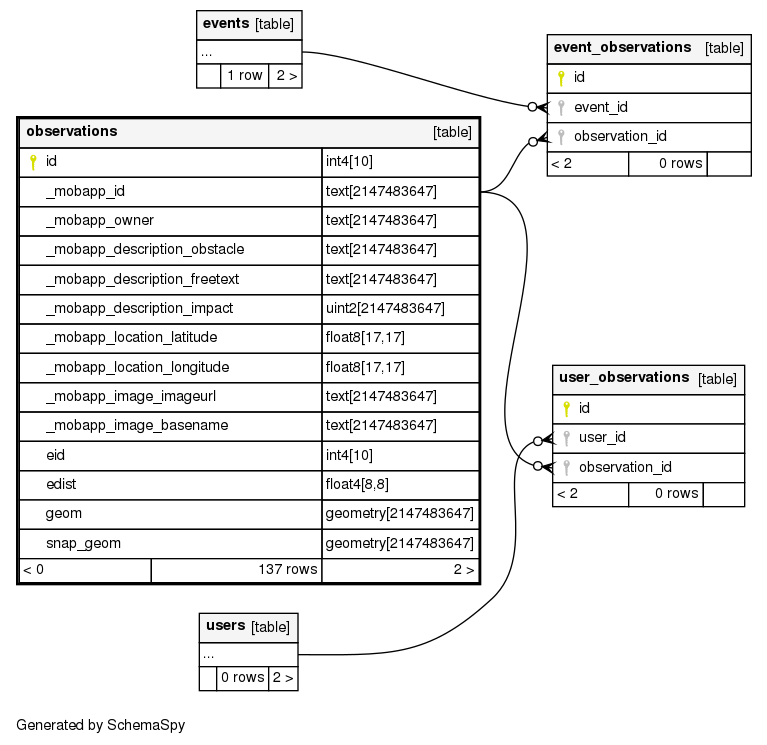 events [table]
...
1 row 2 >
event_observations [table]
id
event_id
observation_id
< 2 0 rows
observations [table]
id int4[10]
_mobapp_id text[2147483647]
_mobapp_owner text[2147483647]
_mobapp_description_obstacle text[2147483647]
_mobapp_description_freetext text[2147483647]
_mobapp_description_impact uint2[2147483647]
_mobapp_location_latitude float8[17,17]
_mobapp_location_longitude float8[17,17]
_mobapp_image_imageurl text[2147483647]
_mobapp_image_basename text[2147483647]
eid int4[10]
edist float4[8,8]
geom geometry[2147483647]
snap_geom geometry[2147483647]
< 0 137 rows 2 >
user_observations [table]
id
user_id
observation_id
< 2 0 rows
users [table]
...
0 rows 2 >
Generated by SchemaSpy